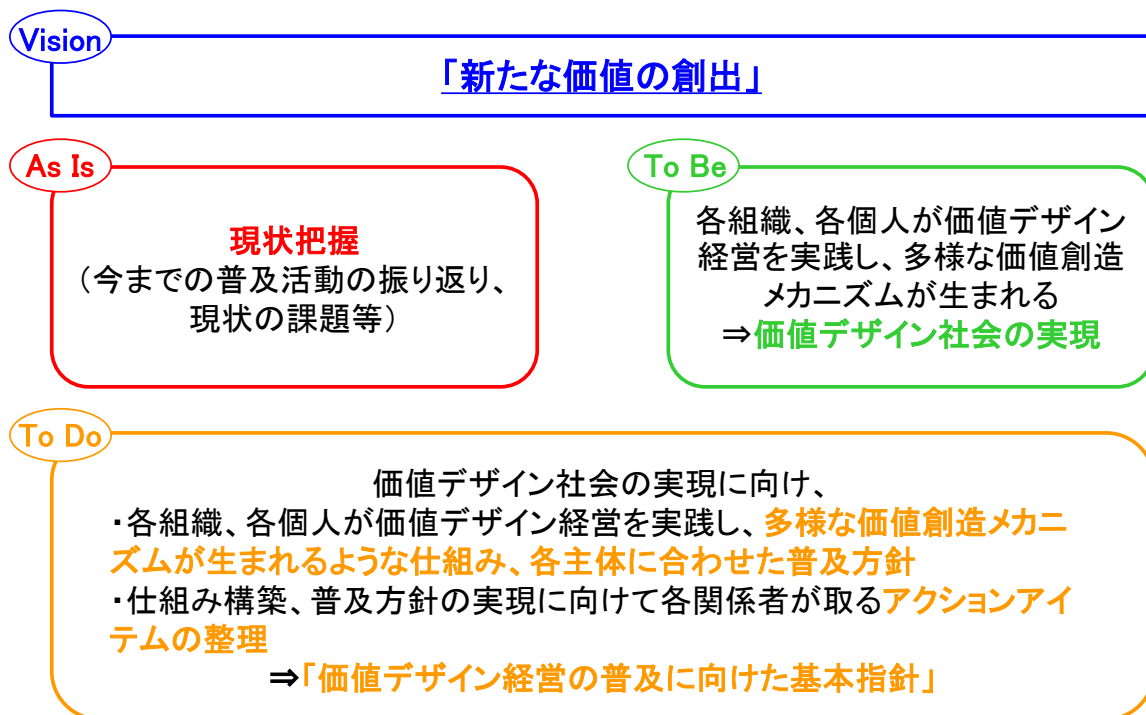 Vision
「新たな価値の創出」
As Is
現状把握
（今までの普及活動の振り返り、
現状の課題等）
To Be
各組織、各個人が価値デザイン
経営を実践し、多様な価値創造
メカニズムが生まれる
⇒価値デザイン社会の実現
To Do
価値デザイン社会の実現に向け、
・各組織、各個人が価値デザイン経営を実践し、多様な価値創造メカニ
ズムが生まれるような仕組み、各主体に合わせた普及方針
・仕組み構築、普及方針の実現に向けて各関係者が取るアクションアイ
テムの整理
⇒「価値デザイン経営の普及に向けた基本指針」